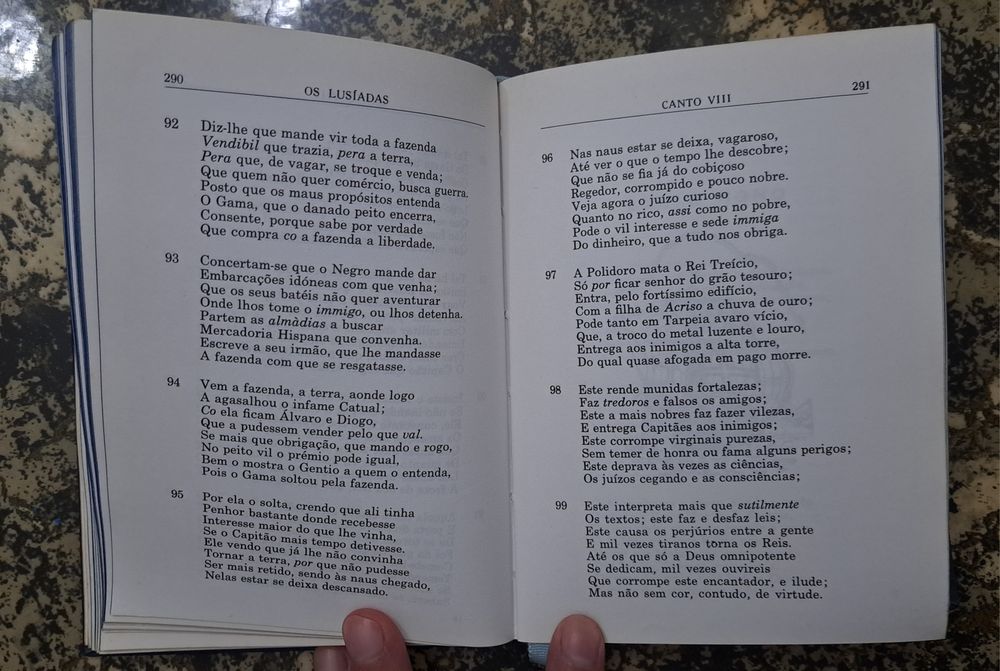 290
OS LUSÍADAS
92 Diz-lhe que mande vir toda a fazenda
Vendibil que trazia, pera a terra,
Pera que, de vagar, se troque e venda;
Que quem não quer comércio, busca guerra.
Posto que os maus propósitos entenda
O Gama, que o danado peito encerra,
Consente, porque sabe por verdade
Que compra co a fazenda a liberdade.
93 Concertam-se que o Negro mande dar
Embarcações idóneas com que venha;
Que os seus batéis não quer aventurar
Onde lhos tome o immigo, ou lhos detenha.
Partem as almàdias a buscar
Mercadoria Hispana que convenha.
Escreve a seu irmão, que lhe mandasse
A fazenda com que se resgatasse.
94 Vem a fazenda, a terra, aonde logo
A agasalhou o infame Catual;
Co ela ficam Álvaro e Diogo,
Que a pudessem vender pelo que val.
Se mais que obrigação, que mando e rogo,
No peito vil o prémio pode igual,
Bem o mostra o Gentio a quem o entenda,
Pois o Gama soltou pela fazenda.
95 Por ela o solta, crendo que ali tinha
Penhor bastante donde recebesse
Interesse maior do que lhe vinha,
Se o Capitão mais tempo detivesse.
Ele vendo que já lhe não convinha
Tornar a terra, por que não pudesse
Ser mais retido, sendo às naus chegado,
Nelas estar se deixa descansado.
CANTO VIII
291
96 Nas naus estar se deixa, vagaroso,
Até ver o que o tempo lhe descobre;
Que não se fia já do cobiçoso
Regedor, corrompido e pouco nobre.
Veja agora o juízo curioso
Quanto no rico, assi como no pobre,
Pode o vil interesse e sede immiga
Do dinheiro, que a tudo nos obriga.
97 A Polidoro mata o Rei Treício,
Só por ficar senhor do grão tesouro;
Entra, pelo fortíssimo edifício,
Com a filha de Acriso a chuva de ouro;
Pode tanto em Tarpeia avaro vício,
Que, a troco do metal luzente e louro,
Entrega aos inimigos a alta torre,
Do qual quase afogada em pago morre.
98 Este rende munidas fortalezas;
Faz tredoros e falsos os amigos;
Este a mais nobres faz fazer vilezas,
E entrega Capitães aos inimigos;
Este corrompe virginais purezas,
Sem temer de honra ou fama alguns perigos;
Este deprava às vezes as ciências,
Os juízos cegando e as consciências;
99 Este interpreta mais que sutilmente
Os textos; este faz e desfaz leis;
Este causa os perjúrios entre a gente
E mil vezes tiranos torna os Reis.
Até os que só a Deus omnipotente
Se dedicam, mil vezes ouvireis
Que corrompe este encantador, e ilude;
Mas não sem cor, contudo, de virtude.